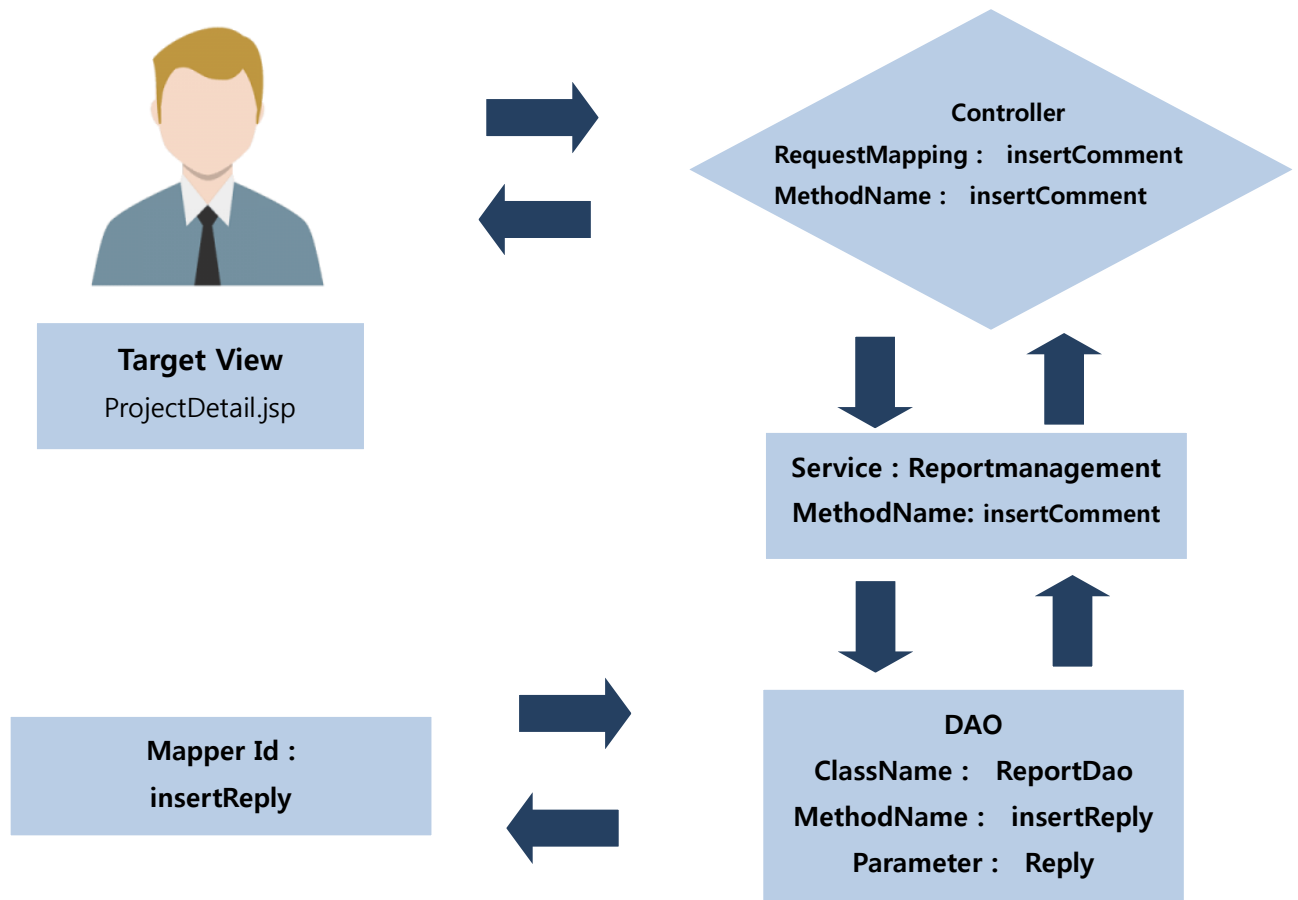 Controller
RequestMapping : insertComment
MethodName : insertComment
Target View
ProjectDetail.jsp
Service : Reportmanagement
MethodName: insertComment
Mapper Id :
insertReply
DAO
ClassName : ReportDao
MethodName : insertReply
Parameter : Reply